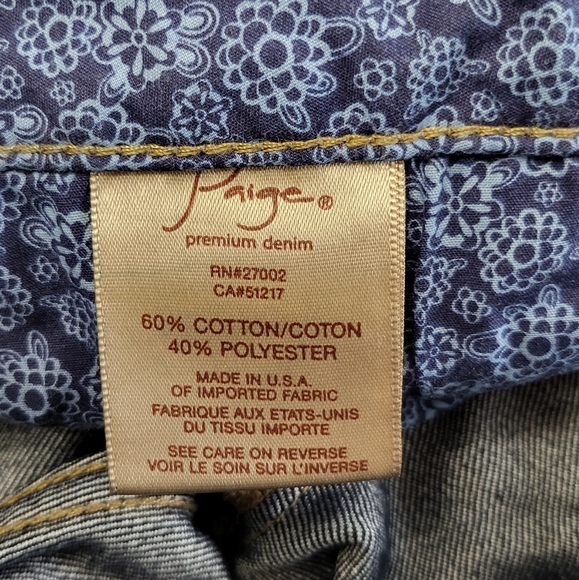 Paige®
premium denim
RN#27002
CA#51217
60% COTTON/COTON
40% POLYESTER
MADE IN U.S.A.
OF IMPORTED FABRIC
FABRIQUE AUX ETATS-UNIS
DU TISSU IMPORTE
SEE CARE ON REVERSE
VOIR LE SOIN SUR L'INVERSE